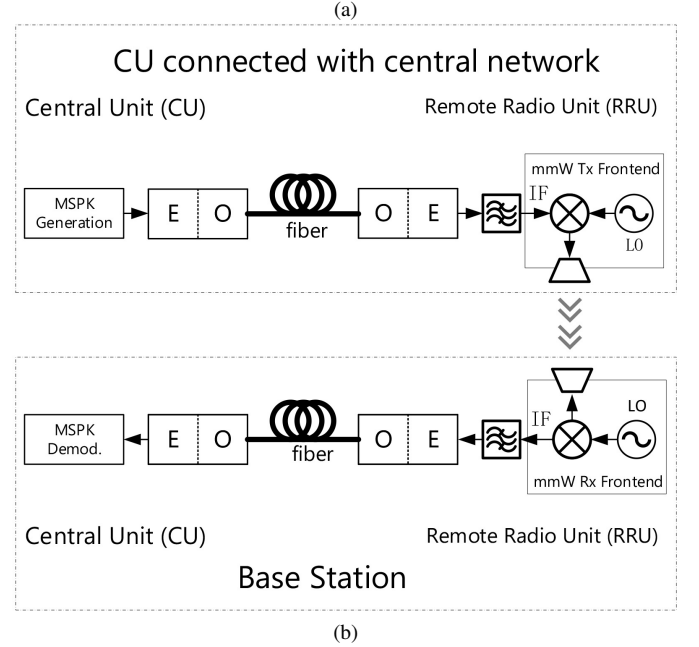 (a)
CU connected with central network
Central Unit (CU)
Remote Radio Unit (RRU)
mmW Tx Frontend
MSPK
Generation
E
O
fiber
O
E
IF
LO
MSPK
Demod.
E
O
fiber
O
E
IF
LO
mmW Rx Frontend
Central Unit (CU)
Remote Radio Unit (RRU)
Base Station
(b)